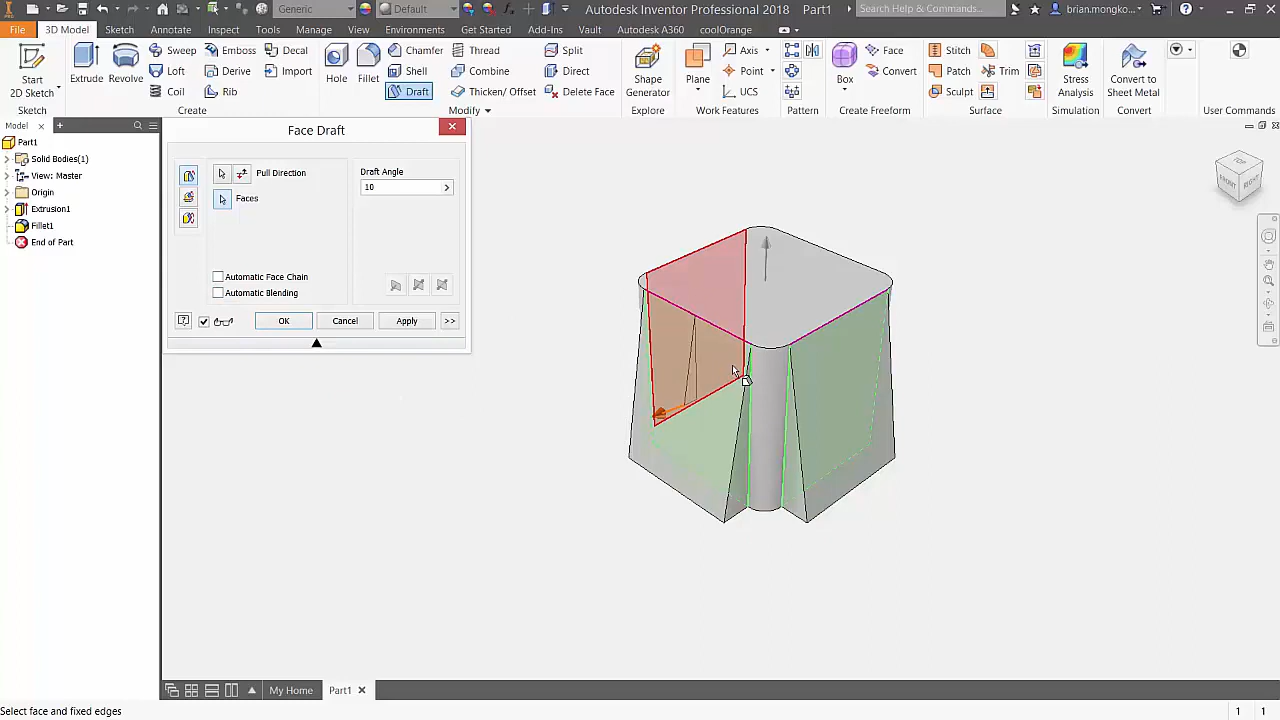 Generic
Default
Autodesk Inventor Professional 2018 Part1
Search Help & Commands...
brian.mongko...
File
3D Model
Sketch
Annotate
Inspect
Tools
Manage
View
Environments
Get Started
Add-Ins
Vault
Autodesk A360
coolOrange
Start
2D Sketch
Sketch
Extrude
Revolve
Sweep
Loft
Coil
Emboss
Derive
Rib
Decal
Import
Create
Hole
Fillet
Chamfer
Shell
Draft
Thread
Combine
Thicken/ Offset
Split
Direct
Delete Face
Modify
Shape
Generator
Explore
Plane
Axis
Point
UCS
Work Features
Pattern
Box
Face
Convert
Create Freeform
Stitch
Patch
Sculpt
Trim
Surface
Stress
Analysis
Simulation
Convert to
Sheet Metal
Convert
User Commands
Model
Part1
Solid Bodies(1)
View: Master
Origin
Extrusion1
Fillet1
End of Part
Face Draft
Pull Direction
Faces
Draft Angle
10
Automatic Face Chain
Automatic Blending
OK
Cancel
Apply
>>
TOP
FRONT
RIGHT
My Home
Part1
Select face and fixed edges
1
1